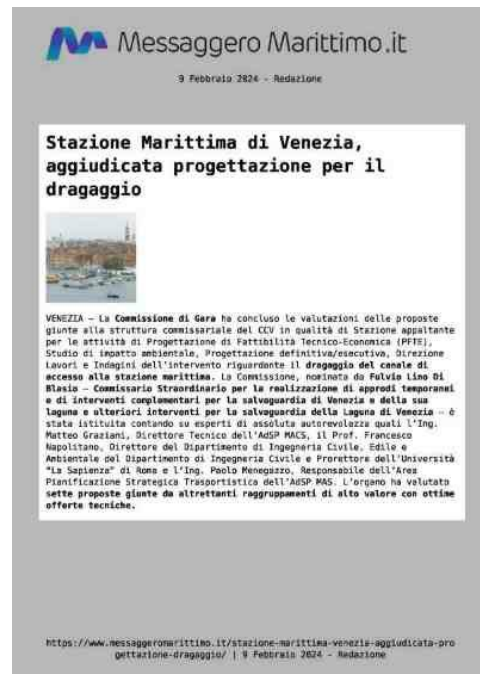 Messaggero Marittimo.it
9 Febbraio 2024 - Redazione
Stazione Marittima di Venezia,
aggiudicata progettazione per il
dragaggio
VENEZIA – La Commissione di Gara ha concluso le valutazioni delle proposte
giunte alla struttura commissariale del CCV in qualità di Stazione appaltante
per le attività di Progettazione di Fattibilità Tecnico-Economica (PFTE),
Studio di impatto ambientale, Progettazione definitiva/esecutiva, Direzione
Lavori e Indagini dell'intervento riguardante il dragaggio del canale di
accesso alla stazione marittima. La Commissione, nominata da Fulvio Lino Di
Blasio – Commissario Straordinario per la realizzazione di approdi temporanei
e di interventi complementari per la salvaguardia di Venezia e della sua
laguna e ulteriori interventi per la salvaguardia della Laguna di Venezia – è
stata istituita contando su esperti di assoluta autorevolezza quali l'Ing.
Matteo Graziani, Direttore Tecnico dell'AdSP MACS, il Prof. Francesco
Napolitano, Direttore del Dipartimento di Ingegneria Civile, Edile e
Ambientale del Dipartimento di Ingegneria Civile e Prorettore dell'Università
"La Sapienza" di Roma e l'Ing. Paolo Menegazzo, Responsabile dell'Area
Pianificazione Strategica Trasportistica dell'AdSP MAS. L'organo ha valutato
sette proposte giunte da altrettanti raggruppamenti di alto valore con ottime
offerte tecniche.
https://www.messaggeromarittimo.it/stazione-marittima-venezia-aggiudicata-pro
gettazione-dragaggio/ | 9 Febbraio 2024 - Redazione